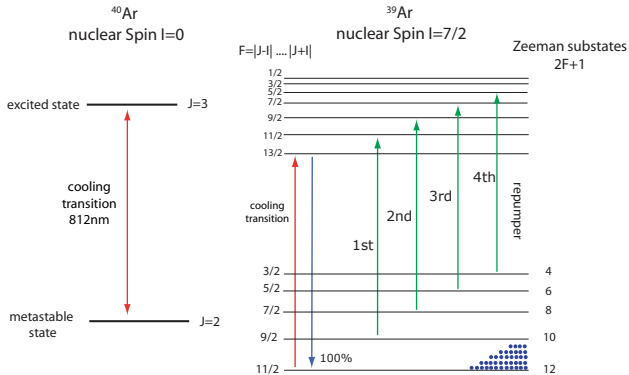 ⁴⁰Ar
nuclear Spin I=0
³⁹Ar
nuclear Spin I=7/2
F=|J-I| ....|J+I|
Zeeman substates
2F+1
excited state
J=3
cooling
transition
812nm
metastable
state
J=2
1/2
3/2
5/2
7/2
9/2
11/2
13/2
cooling
transition
1st
2nd
3rd
4th
repumper
3/2
4
5/2
6
7/2
8
9/2
10
100%
11/2
12